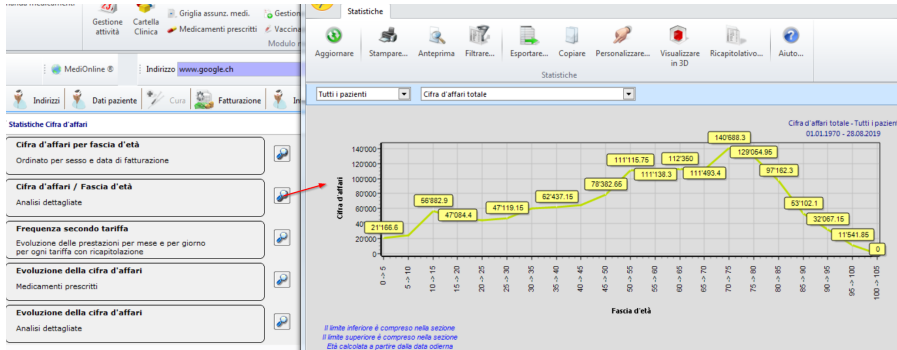 Gestione
attività
Cartella
Clinica
Griglia assunz. medi.
Medicamenti prescritti
Gestion
Vaccina
Modulo
MediOnline ®
Indirizzo www.google.ch
Indirizzi
Dati paziente
Cura
Fatturazione
Statistiche Cifra d'affari
Cifra d'affari per fascia d'età
Ordinato per sesso e data di fatturazione
Cifra d'affari / Fascia d'età
Analisi dettagliate
Frequenza secondo tariffa
Evoluzione delle prestazioni per mese e per giorno
per ogni tariffa con ricapitolazione
Evoluzione della cifra d'affari
Medicamenti prescritti
Evoluzione della cifra d'affari
Analisi dettagliate
Statistiche
Aggiornare
Stampare...
Anteprima
Filtrare...
Esportare...
Copiare
Personalizzare...
Visualizzare
in 3D
Ricapitolativo...
Aiuto...
Statistiche
Tutti i pazienti
Cifra d'affari totale
Cifra d'affari totale - Tutti i pazien
01.01.1970 - 28.08.2019
Cifra d'affari
140'000
120'000
100'000
80'000
60'000
40'000
20'000
0
21'166.6
56'882.9
47'084.4
47'119.15
62'437.15
78'382.65
111'115.75
111'138.3
112'350
111'493.4
140'688.3
129'054.95
97'162.3
53'102.1
32'067.15
11'541.85
0
0 -> 5
5 -> 10
10 -> 15
15 -> 20
20 -> 25
25 -> 30
30 -> 35
35 -> 40
40 -> 45
45 -> 50
50 -> 55
55 -> 60
60 -> 65
65 -> 70
70 -> 75
75 -> 80
80 -> 85
85 -> 90
90 -> 95
95 -> 100
100 -> 105
Fascia d'età
Il limite inferiore è compreso nella sezione
Il limite superiore è compreso nella sezione
Età calcolata a partire dalla data odierna